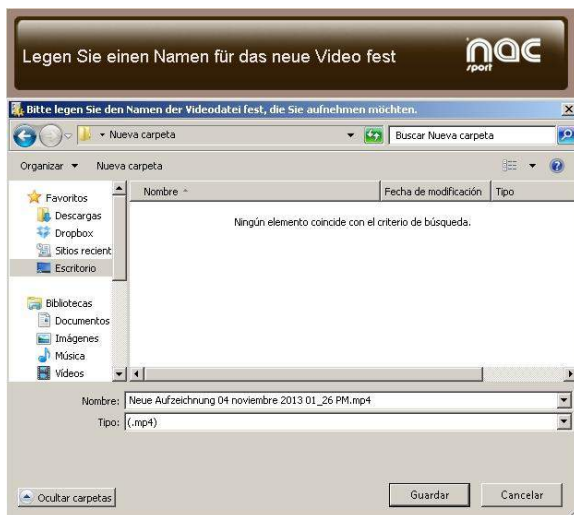 Legen Sie einen Namen für das neue Video fest
nac
sport
Bitte legen Sie den Namen der Videodatei fest, die Sie aufnehmen möchten.
Nueva carpeta
Buscar Nueva carpeta
Organizar
Nueva carpeta
Favoritos
Descargas
Dropbox
Sitios recient
Escritorio
Bibliotecas
Documentos
Imágenes
Música
Vídeos
Nombre
Fecha de modificación
Tipo
Ningún elemento coincide con el criterio de búsqueda.
Nombre: Neue Aufzeichnung 04 noviembre 2013 01_26 PM.mp4
Tipo: (.mp4)
Ocultar carpetas
Guardar
Cancelar